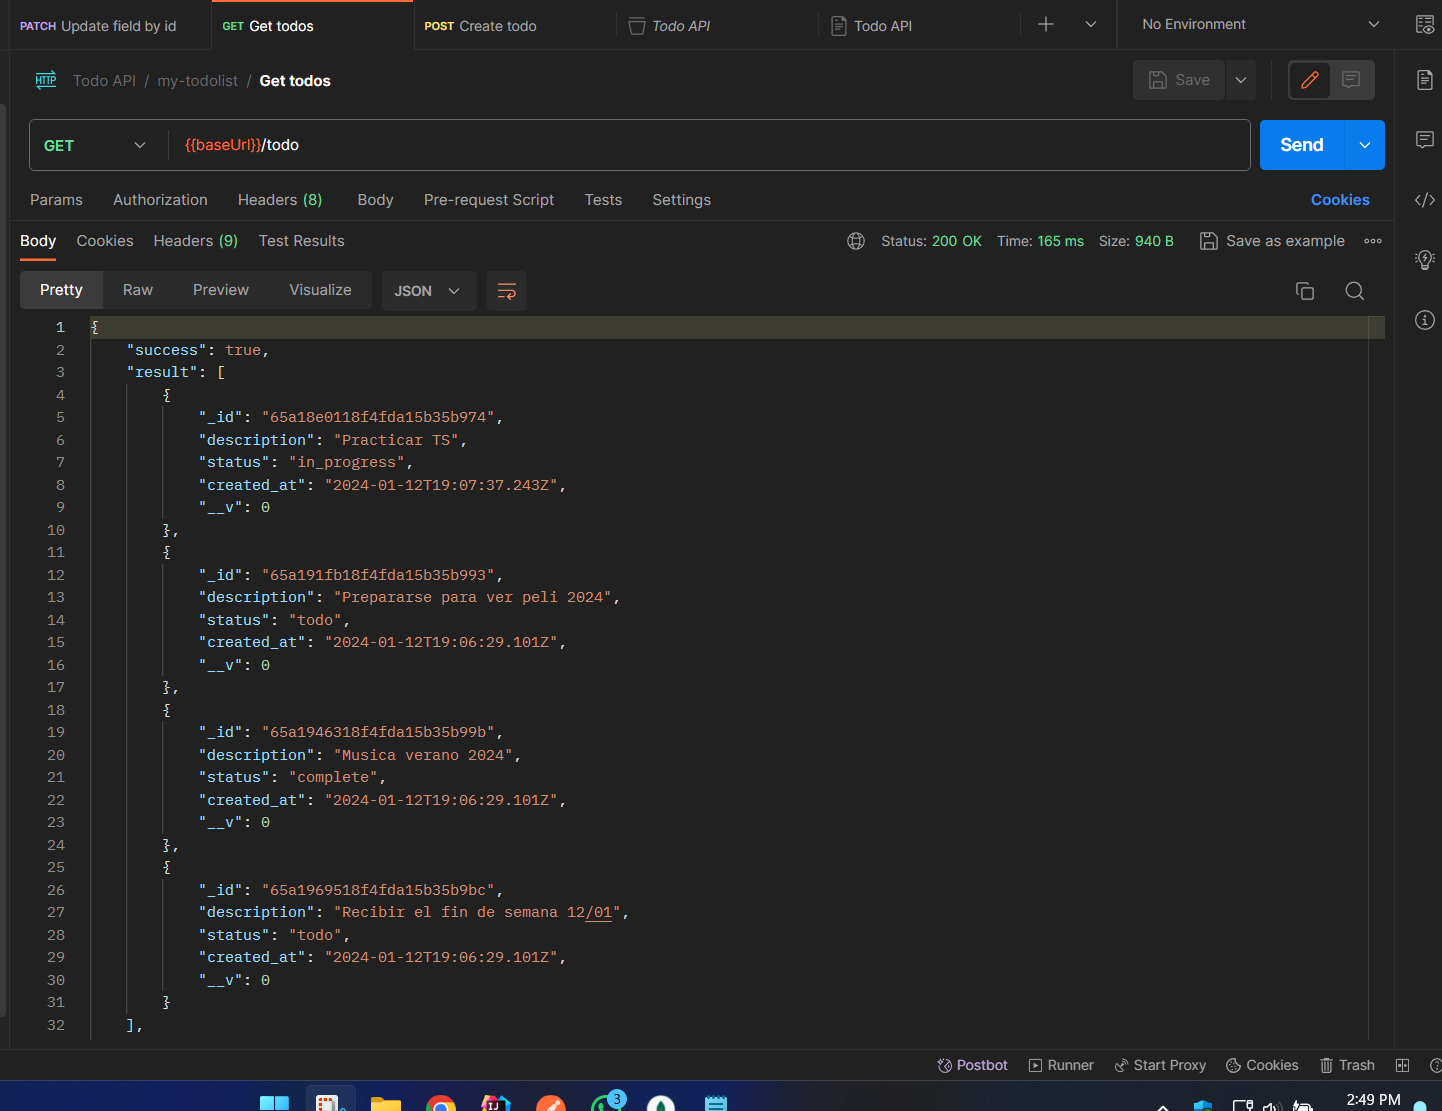 PATCH Update field by id GET Get todos POST Create todo Todo API Todo API No Environment
HTTP Todo API / my-todolist / Get todos Save
GET {{baseUrl}}/todo Send
Params Authorization Headers (8) Body Pre-request Script Tests Settings Cookies
Body Cookies Headers (9) Test Results Status: 200 OK Time: 165 ms Size: 940 B Save as example
Pretty Raw Preview Visualize JSON
1 {
2 "success": true,
3 "result": [
4 {
5 "_id": "65a18e0118f4fda15b35b974",
6 "description": "Practicar TS",
7 "status": "in_progress",
8 "created_at": "2024-01-12T19:07:37.243Z",
9 "__v": 0
10 },
11 {
12 "_id": "65a191fb18f4fda15b35b993",
13 "description": "Prepararse para ver peli 2024",
14 "status": "todo",
15 "created_at": "2024-01-12T19:06:29.101Z",
16 "__v": 0
17 },
18 {
19 "_id": "65a1946318f4fda15b35b99b",
20 "description": "Musica verano 2024",
21 "status": "complete",
22 "created_at": "2024-01-12T19:06:29.101Z",
23 "__v": 0
24 },
25 {
26 "_id": "65a1969518f4fda15b35b9bc",
27 "description": "Recibir el fin de semana 12/01",
28 "status": "todo",
29 "created_at": "2024-01-12T19:06:29.101Z",
30 "__v": 0
31 }
32 ],
Postbot Runner Start Proxy Cookies Trash
IJ 3 2:49 PM